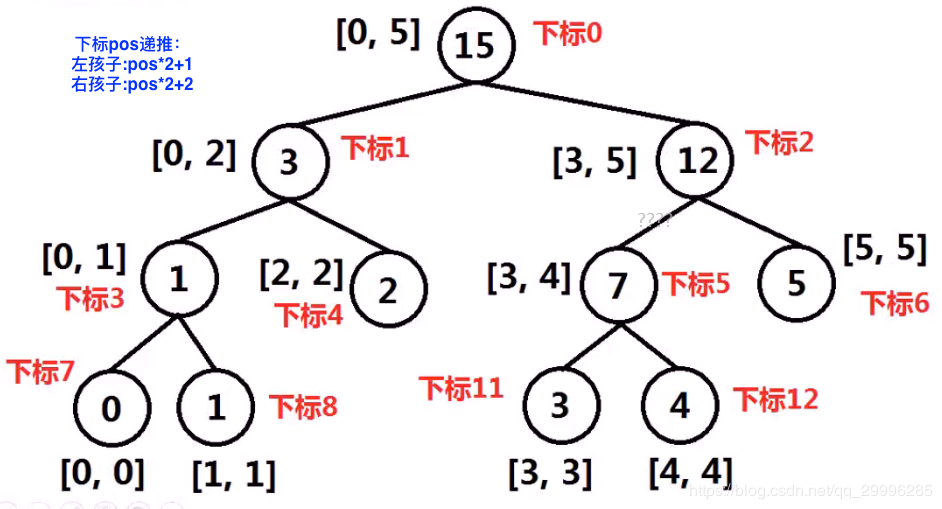 下标pos递推:
左孩子:pos*2+1
右孩子:pos*2+2
[0, 5]
15
下标0
[0, 2]
3
下标1
[3, 5]
12
下标2
????
[0, 1]
1
下标3
[2, 2]
2
下标4
[3, 4]
7
下标5
[5, 5]
5
下标6
下标7
0
[0, 0]
1
下标8
[1, 1]
下标11
3
[3, 3]
4
下标12
[4, 4]
https://blog.csdn.net/qq_29996285